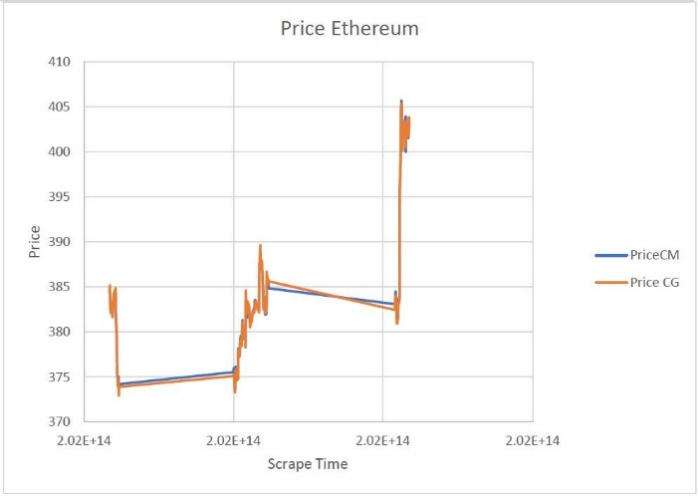 Price Ethereum
410
405
400
395
390
385
380
375
370
Price
2.02E+14 2.02E+14 2.02E+14 2.02E+14
Scrape Time
PriceCM
Price CG